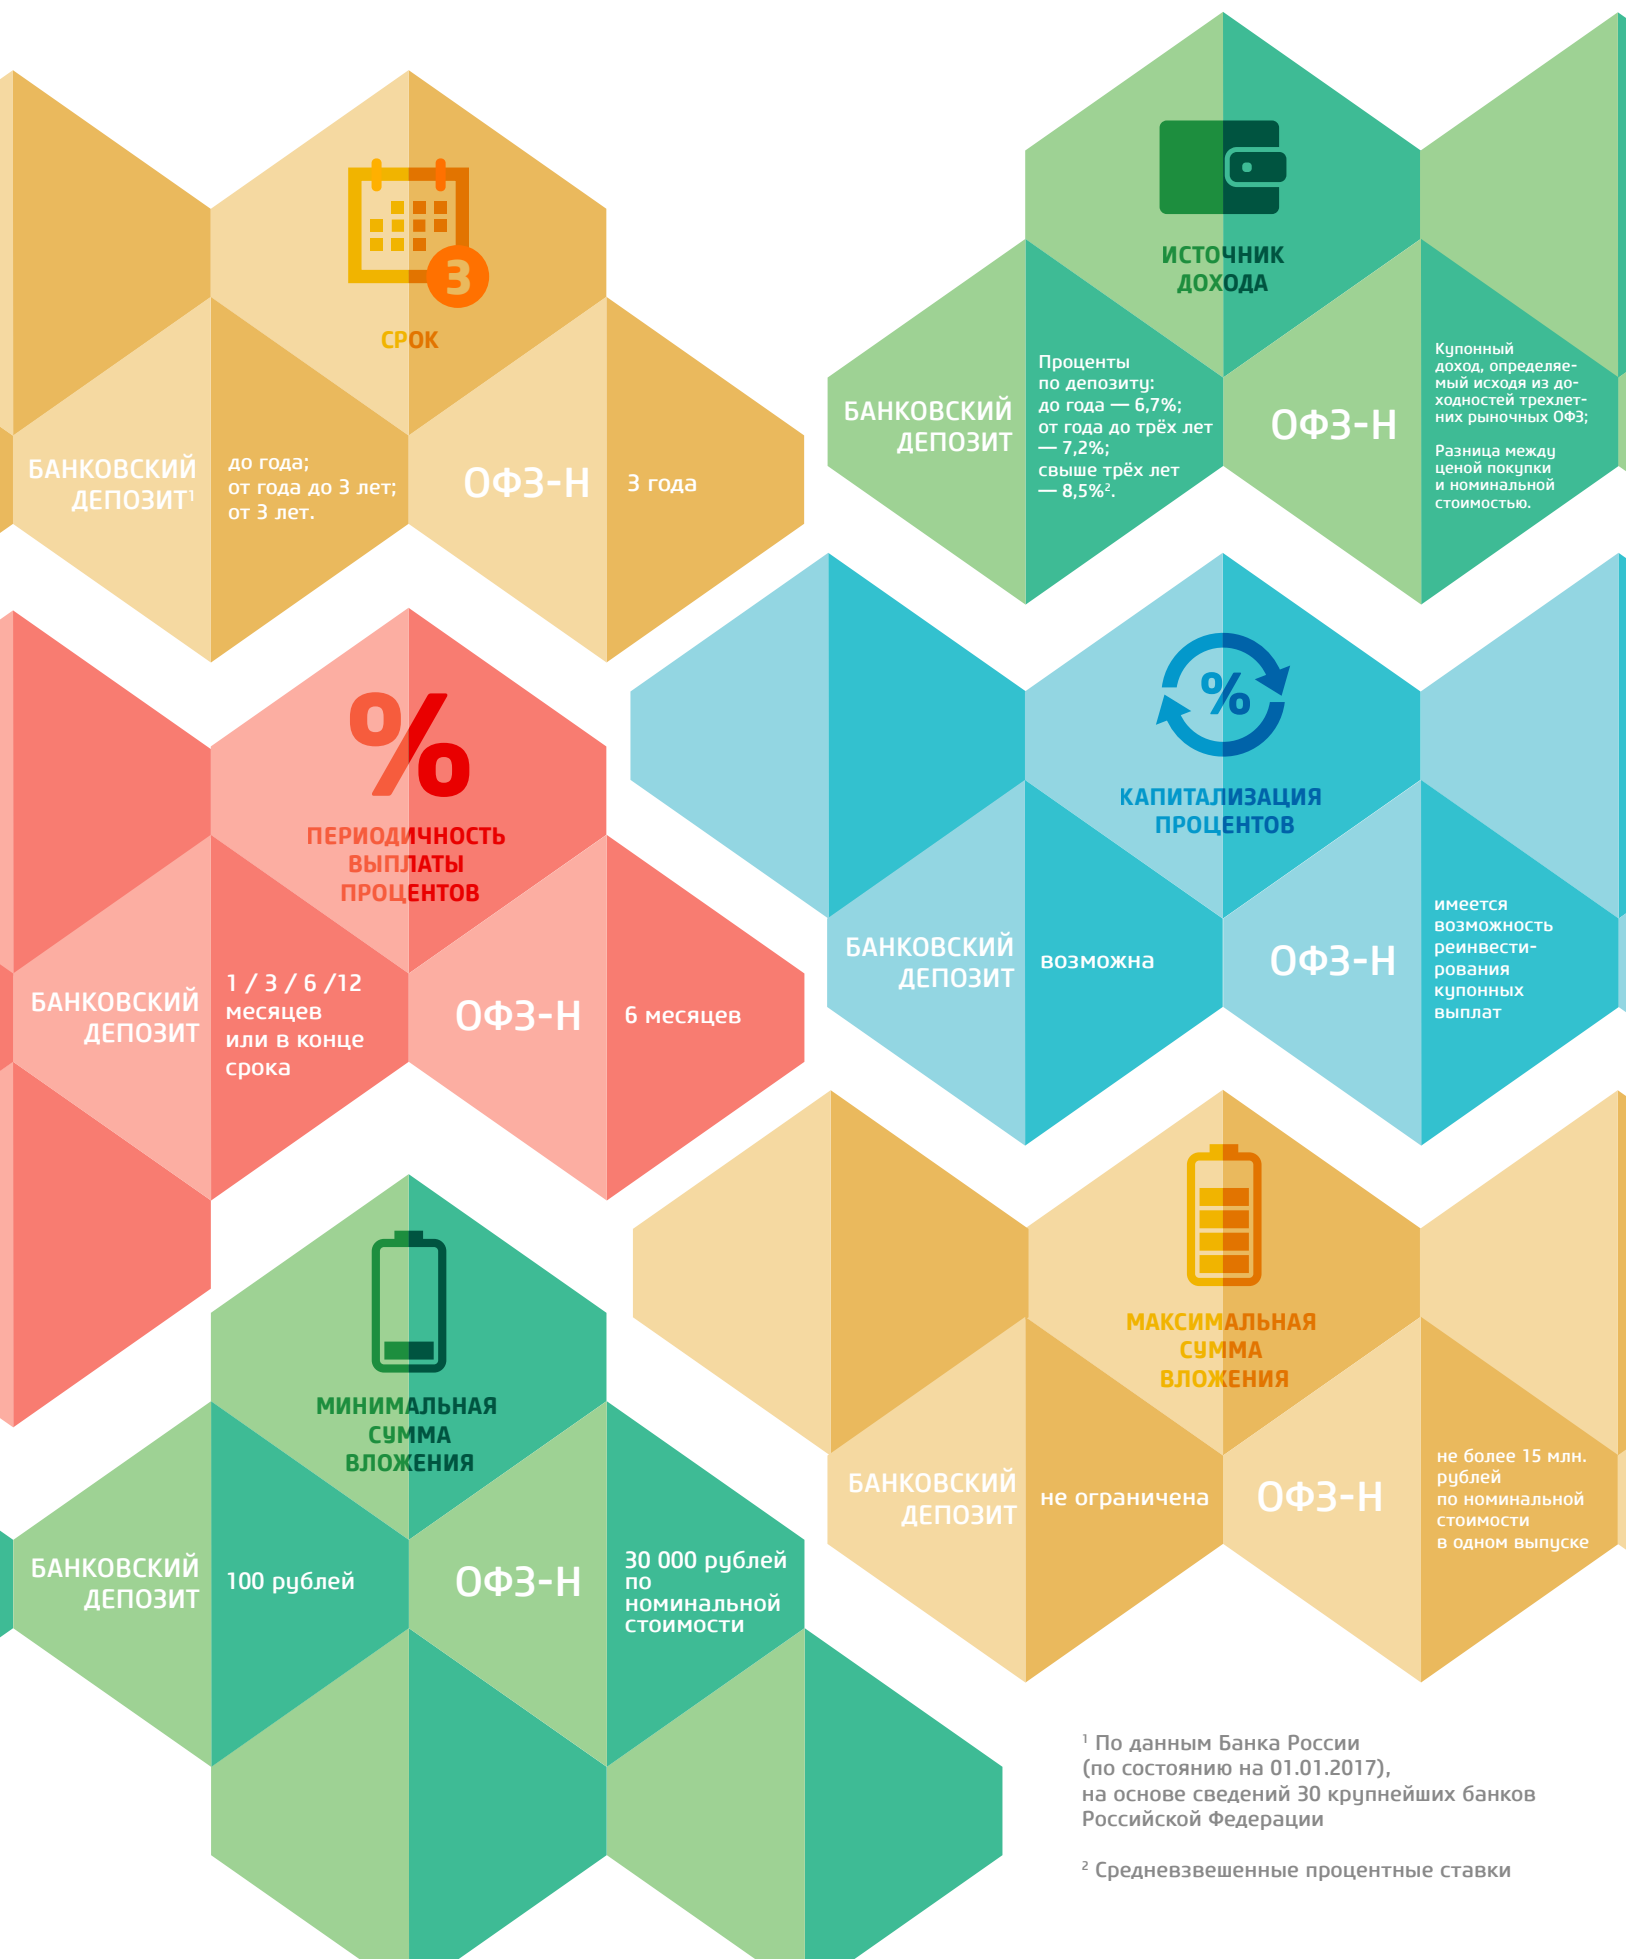 3
СРОК
БАНКОВСКИЙ
ДЕПОЗИТ¹
до года;
от года до 3 лет;
от 3 лет.
ОФЗ-Н
3 года
ИСТОЧНИК
ДОХОДА
БАНКОВСКИЙ
ДЕПОЗИТ
Проценты
по депозиту:
до года — 6,7%;
от года до трёх лет
— 7,2%;
свыше трёх лет
— 8,5%².
ОФЗ-Н
Купонный
доход, определяе-
мый исходя из до-
ходностей трехлет-
них рыночных ОФЗ;
Разница между
ценой покупки
и номинальной
стоимостью.
%
ПЕРИОДИЧНОСТЬ
ВЫПЛАТЫ
ПРОЦЕНТОВ
БАНКОВСКИЙ
ДЕПОЗИТ
1 / 3 / 6 /12
месяцев
или в конце
срока
ОФЗ-Н
6 месяцев
%
КАПИТАЛИЗАЦИЯ
ПРОЦЕНТОВ
БАНКОВСКИЙ
ДЕПОЗИТ
возможна
ОФЗ-Н
имеется
возможность
реинвести-
рования
купонных
выплат
МИНИМАЛЬНАЯ
СУММА
ВЛОЖЕНИЯ
БАНКОВСКИЙ
ДЕПОЗИТ
100 рублей
ОФЗ-Н
30 000 рублей
по
номинальной
стоимости
МАКСИМАЛЬНАЯ
СУММА
ВЛОЖЕНИЯ
БАНКОВСКИЙ
ДЕПОЗИТ
не ограничена
ОФЗ-Н
не более 15 млн.
рублей
по номинальной
стоимости
в одном выпуске
¹ По данным Банка России
(по состоянию на 01.01.2017),
на основе сведений 30 крупнейших банков
Российской Федерации
² Средневзвешенные процентные ставки